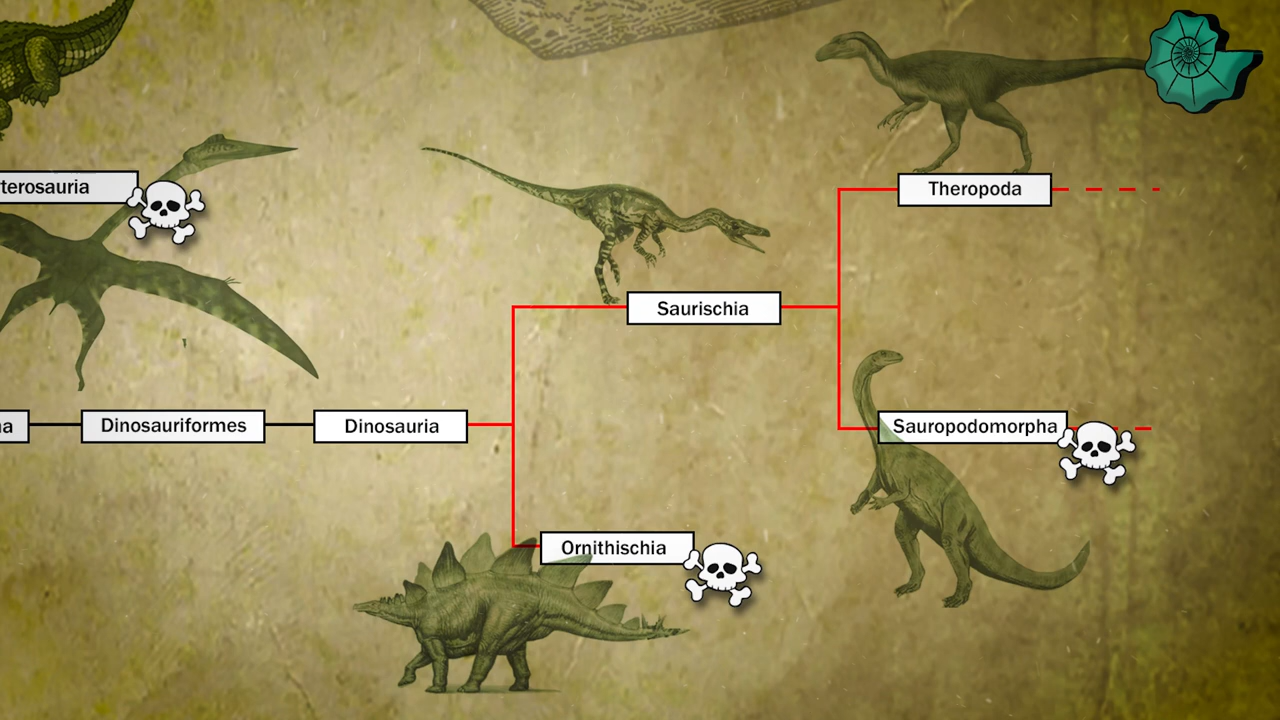 terosauria
Theropoda
Saurischia
Dinosauriformes
Dinosauria
Sauropodomorpha
Ornithischia